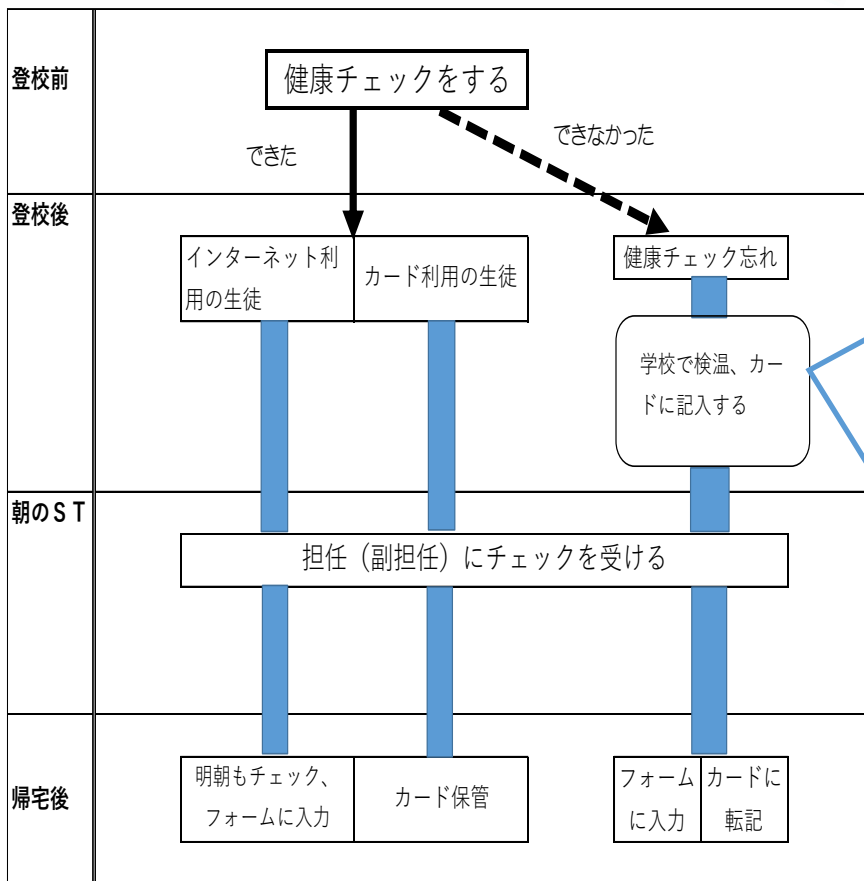 登校前
健康チェックをする
できた
できなかった
登校後
インターネット利
用の生徒
カード利用の生徒
健康チェック忘れ
学校で検温、カー
ドに記入する
朝のＳＴ
担任（副担任）にチェックを受ける
帰宅後
明朝もチェック、
フォームに入力
カード保管
フォーム
に入力
カードに
転記